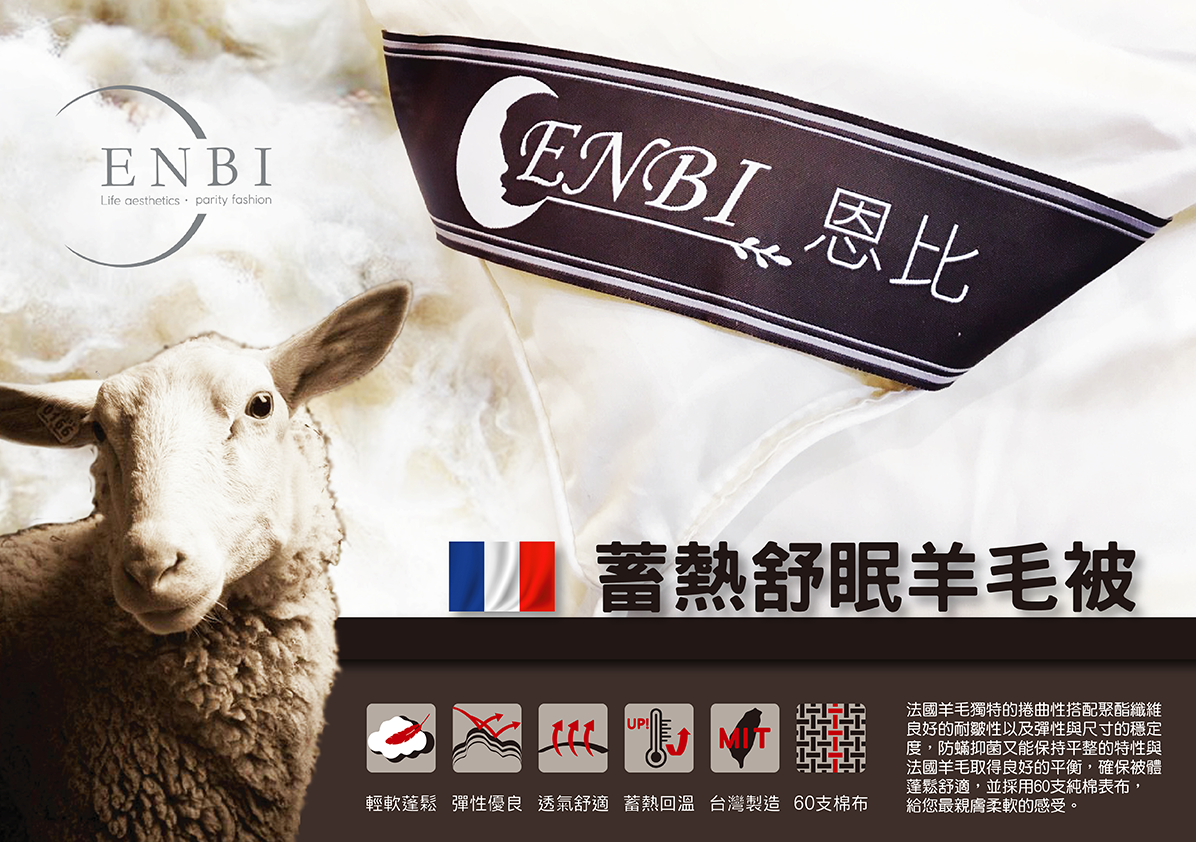 ENBI
Life aesthetics · parity fashion
ENBI 恩比
0166
蓄熱舒眠羊毛被
UP!
MIT
輕軟蓬鬆 彈性優良 透氣舒適 蓄熱回溫 台灣製造 60支棉布
法國羊毛獨特的捲曲性搭配聚酯纖維
良好的耐皺性以及彈性與尺寸的穩定
度，防蟎抑菌又能保持平整的特性與
法國羊毛取得良好的平衡，確保被體
蓬鬆舒適，並採用60支純棉表布，
給您最親膚柔軟的感受。